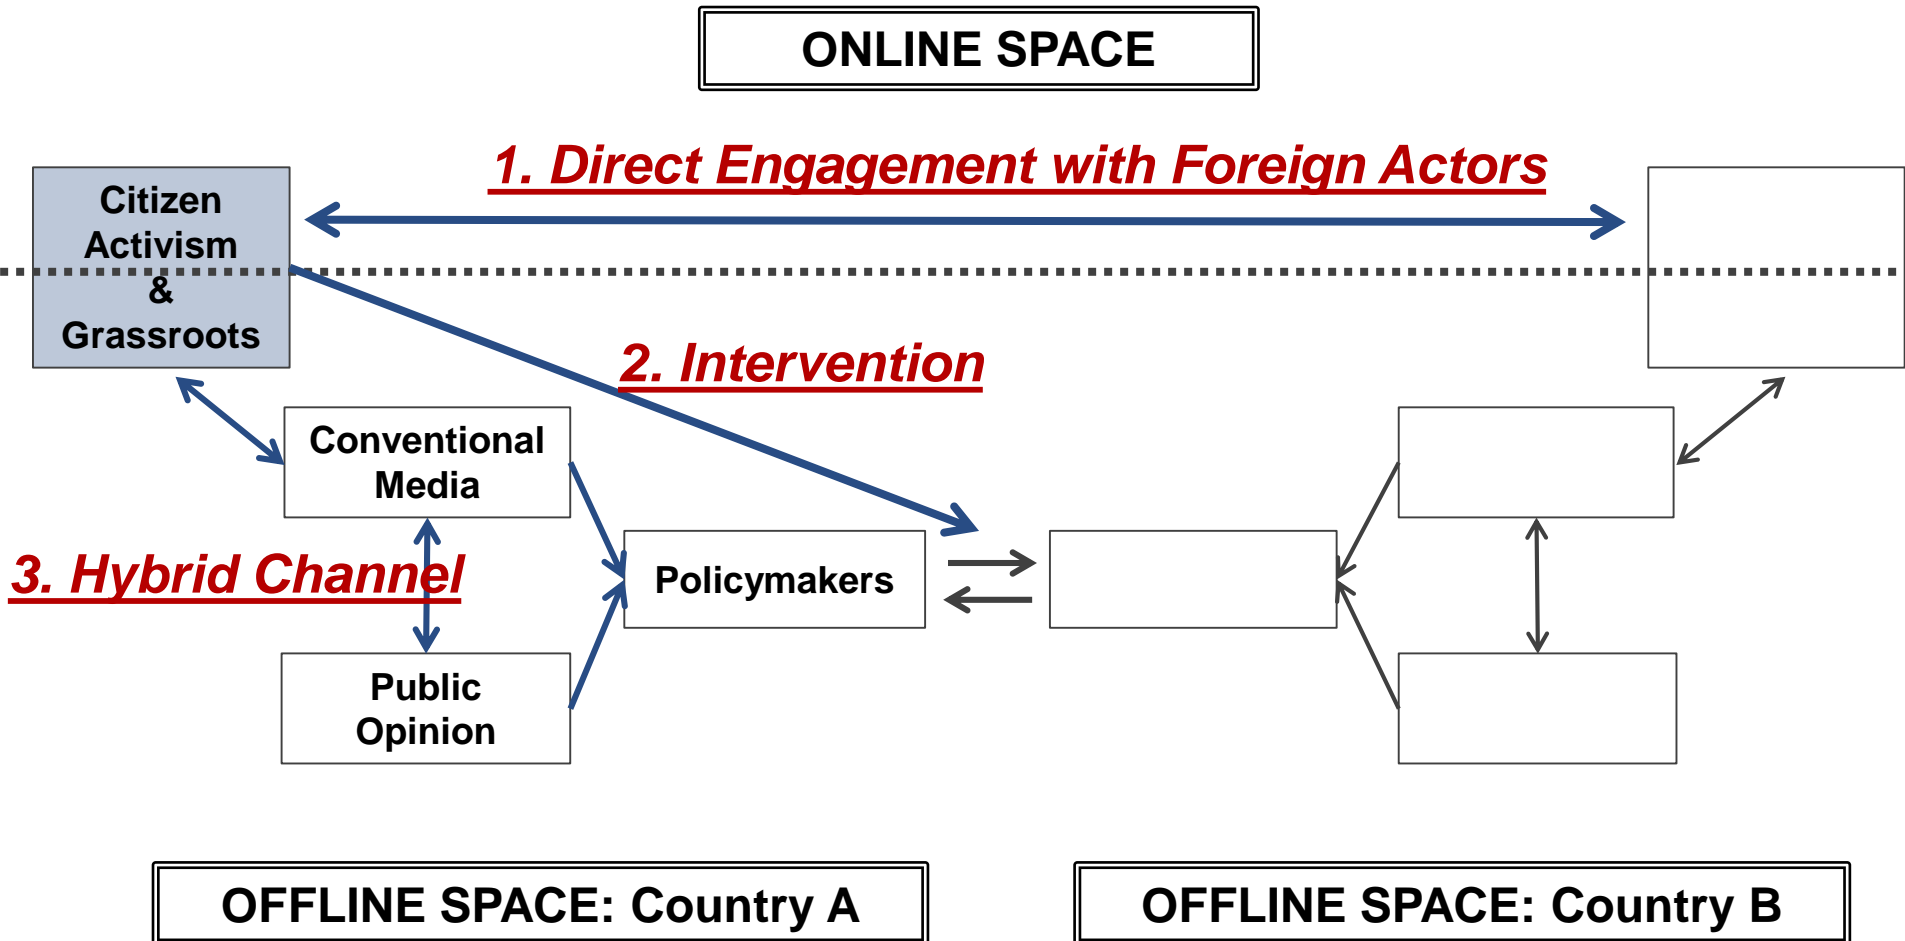 ONLINE SPACE
1. Direct Engagement with Foreign Actors
Citizen
Activism
&
Grassroots
2. Intervention
Conventional
Media
3. Hybrid Channel
Policymakers
Public
Opinion
OFFLINE SPACE: Country A
OFFLINE SPACE: Country B